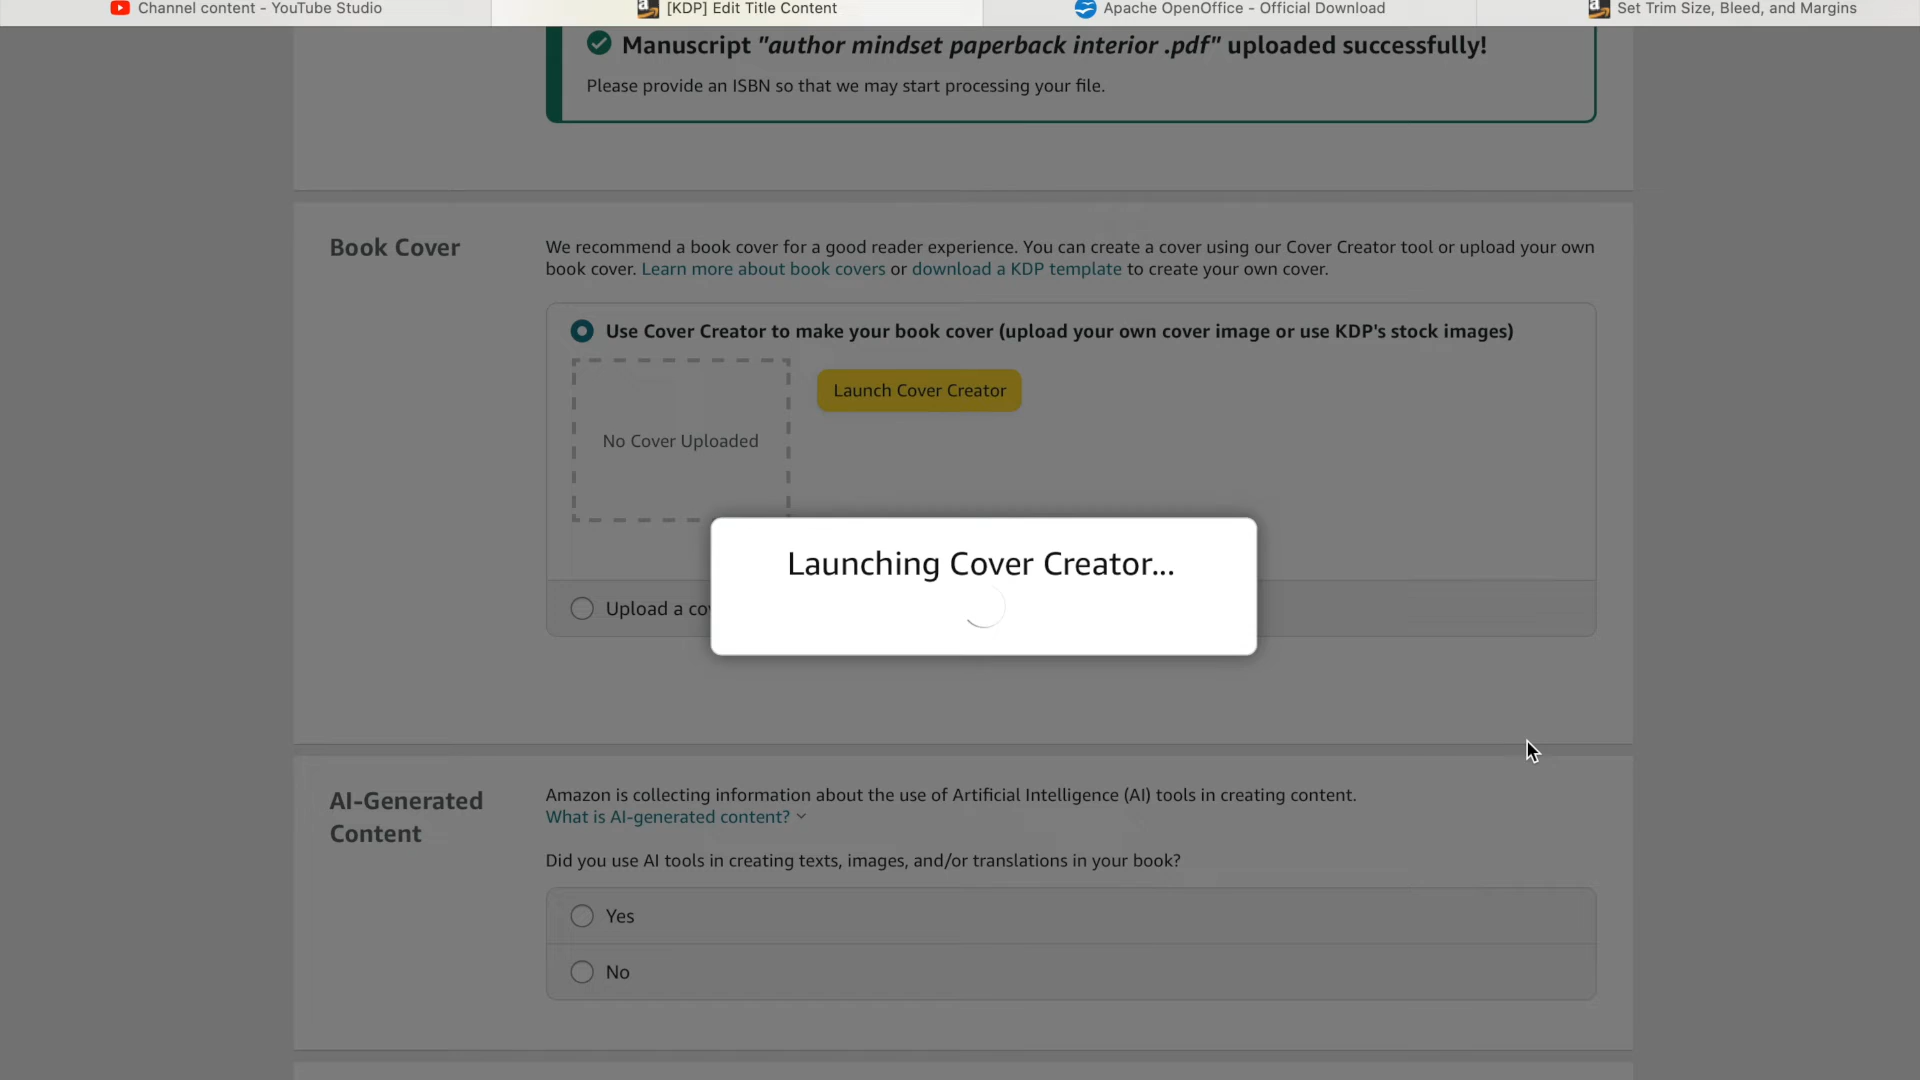 Channel content - YouTube Studio
[KDP] Edit Title Content
Apache OpenOffice - Official Download
Set Trim Size, Bleed, and Margins
Manuscript "author mindset paperback interior .pdf" uploaded successfully!
Please provide an ISBN so that we may start processing your file.
Book Cover
We recommend a book cover for a good reader experience. You can create a cover using our Cover Creator tool or upload your own
book cover. Learn more about book covers or download a KDP template to create your own cover.
Use Cover Creator to make your book cover (upload your own cover image or use KDP's stock images)
Launch Cover Creator
No Cover Uploaded
Launching Cover Creator...
Upload a co
AI-Generated
Content
Amazon is collecting information about the use of Artificial Intelligence (AI) tools in creating content.
What is AI-generated content?
Did you use AI tools in creating texts, images, and/or translations in your book?
Yes
No